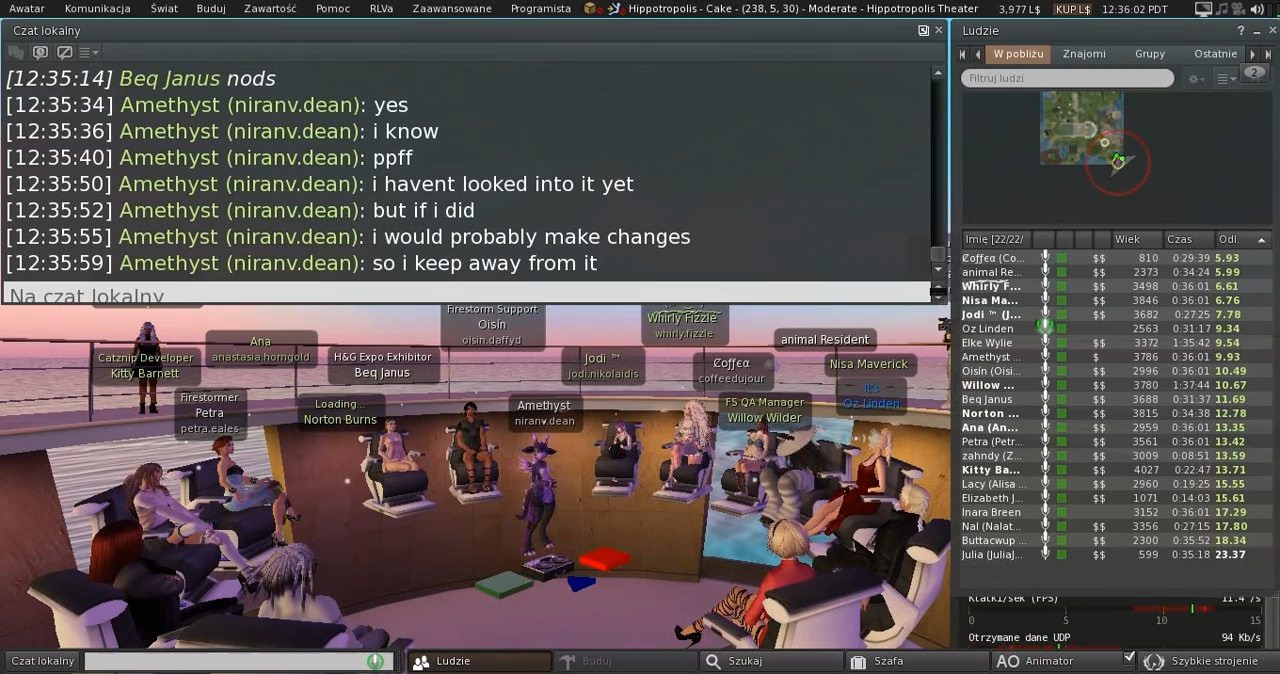 Awatar Komunikacja Świat Buduj Zawartość Pomoc RLVa Zaawansowane Programista Hippotropolis - Cake - (238, 5, 30) - Moderate - Hippotropolis Theater 3,977 L$ KUP L$ 12:36:02 PDT
Czat lokalny
[12:35:14] Beq Janus nods
[12:35:34] Amethyst (niranv.dean): yes
[12:35:36] Amethyst (niranv.dean): i know
[12:35:40] Amethyst (niranv.dean): ppff
[12:35:50] Amethyst (niranv.dean): i havent looked into it yet
[12:35:52] Amethyst (niranv.dean): but if i did
[12:35:55] Amethyst (niranv.dean): i would probably make changes
[12:35:59] Amethyst (niranv.dean): so i keep away from it
Na czat lokalny
Firestorm Support
Oisín
oisin.daffyd
Whirly Fizzle
whirly.fizzle
Ana
anastasia.horngold
Catznip Developer
Kitty Barnett
H&G Expo Exhibitor
Beq Janus
Jodi ™
jodi.nikolaidis
animal Resident
Ȼσƒƒєα
coffeedujour
Nisa Maverick
It's
Oz Linden
Firestormer
Petra
petra.eales
Loading...
Norton Burns
Amethyst
niranv.dean
FS QA Manager
Willow Wilder
Ludzie
W pobliżu Znajomi Grupy Ostatnie
Filtruj ludzi
2
Imię [22/22/ Wiek Czas Odl.
Ȼσƒƒєα (Co... $$ 810 0:29:39 5.93
animal Re... $$ 2373 0:34:24 5.99
Whirly F... $$ 3498 0:36:01 6.61
Nisa Ma... $$ 3846 0:36:01 6.76
Jodi ™ (J... $$ 3682 0:27:25 7.78
Oz Linden 2563 0:31:17 9.34
Elke Wylie $$ 3372 1:35:42 9.54
Amethyst ... $ 3786 0:36:01 9.93
Oisín (Oisi... $$ 2996 0:36:01 10.49
Willow ... $$ 3780 1:37:44 10.67
Beq Janus $$ 3688 0:31:37 11.69
Norton ... $$ 3815 0:34:38 12.78
Ana (An... $$ 2959 0:36:01 13.35
Petra (Petr... $$ 3561 0:36:01 13.42
zahndy (Z... $$ 3009 0:08:51 13.59
Kitty Ba... $$ 4027 0:22:47 13.71
Lacy (Alisa ... $$ 2960 0:19:25 15.55
Elizabeth J... $$ 1071 0:14:03 15.61
Inara Breen 3152 0:36:01 17.29
Nal (Nalat... $$ 3356 0:27:15 17.80
Buttacwup ... $$ 2300 0:35:52 18.34
Julia (JuliaJ... $$ 599 0:35:18 23.37
Klatki/sek (FPS) 11.4 /s
0 5 10 15
Otrzymane dane UDP 94 Kb/s
Czat lokalny Ludzie Buduj Szukaj Szafa AO Animator Szybkie strojenie